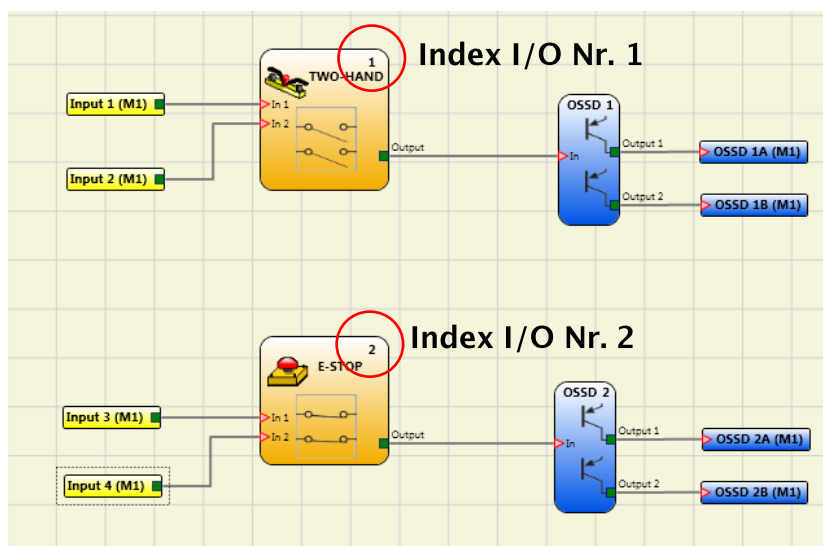 1
Index I/O Nr. 1
TWO-HAND
Input 1 (M1)
In 1
In 2
Output
Input 2 (M1)
OSSD 1
In
Output 1
Output 2
OSSD 1A (M1)
OSSD 1B (M1)
2
Index I/O Nr. 2
E-STOP
Input 3 (M1)
In 1
In 2
Output
Input 4 (M1)
OSSD 2
In
Output 1
Output 2
OSSD 2A (M1)
OSSD 2B (M1)